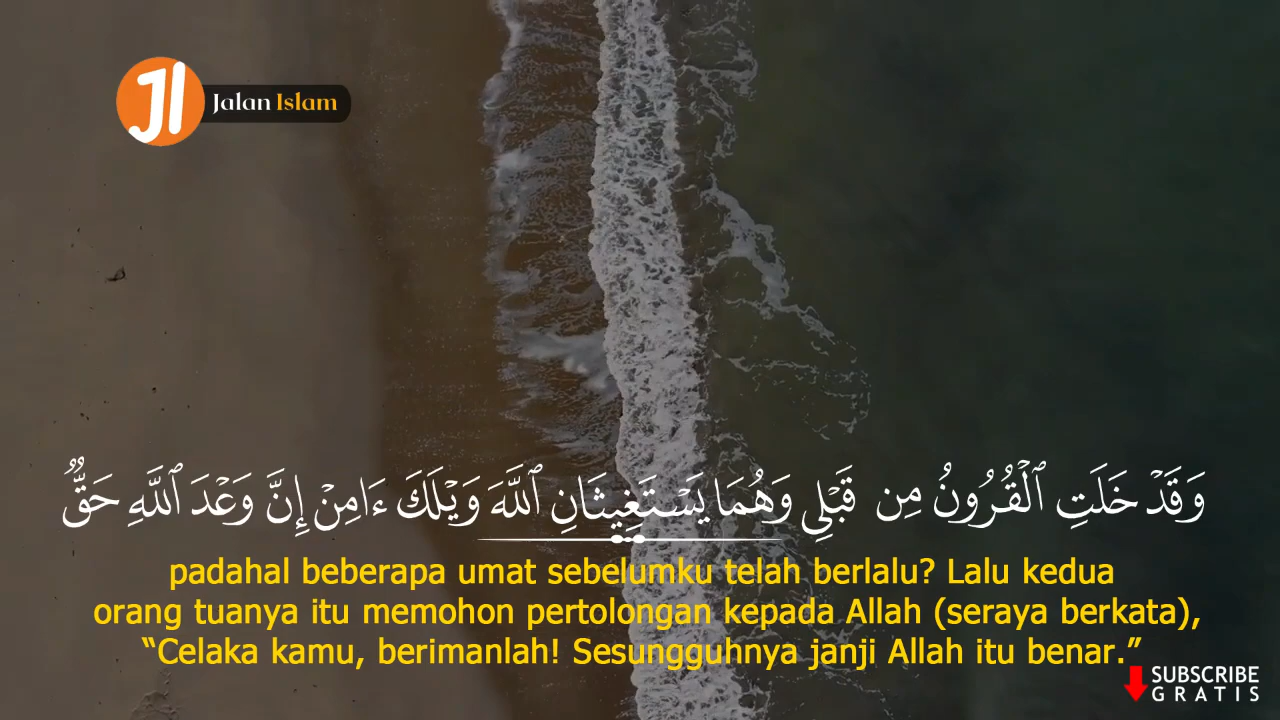 JI
Jalan Islam
وَقَدْ خَلَتِ ٱلْقُرُونُ مِن قَبْلِى وَهُمَا يَسْتَغِيثَانِ ٱللَّهَ وَيْلَكَ ءَامِنْ إِنَّ وَعْدَ ٱللَّهِ حَقٌّ
padahal beberapa umat sebelumku telah berlalu? Lalu kedua
orang tuanya itu memohon pertolongan kepada Allah (seraya berkata),
“Celaka kamu, berimanlah! Sesungguhnya janji Allah itu benar.”
SUBSCRIBE
GRATIS